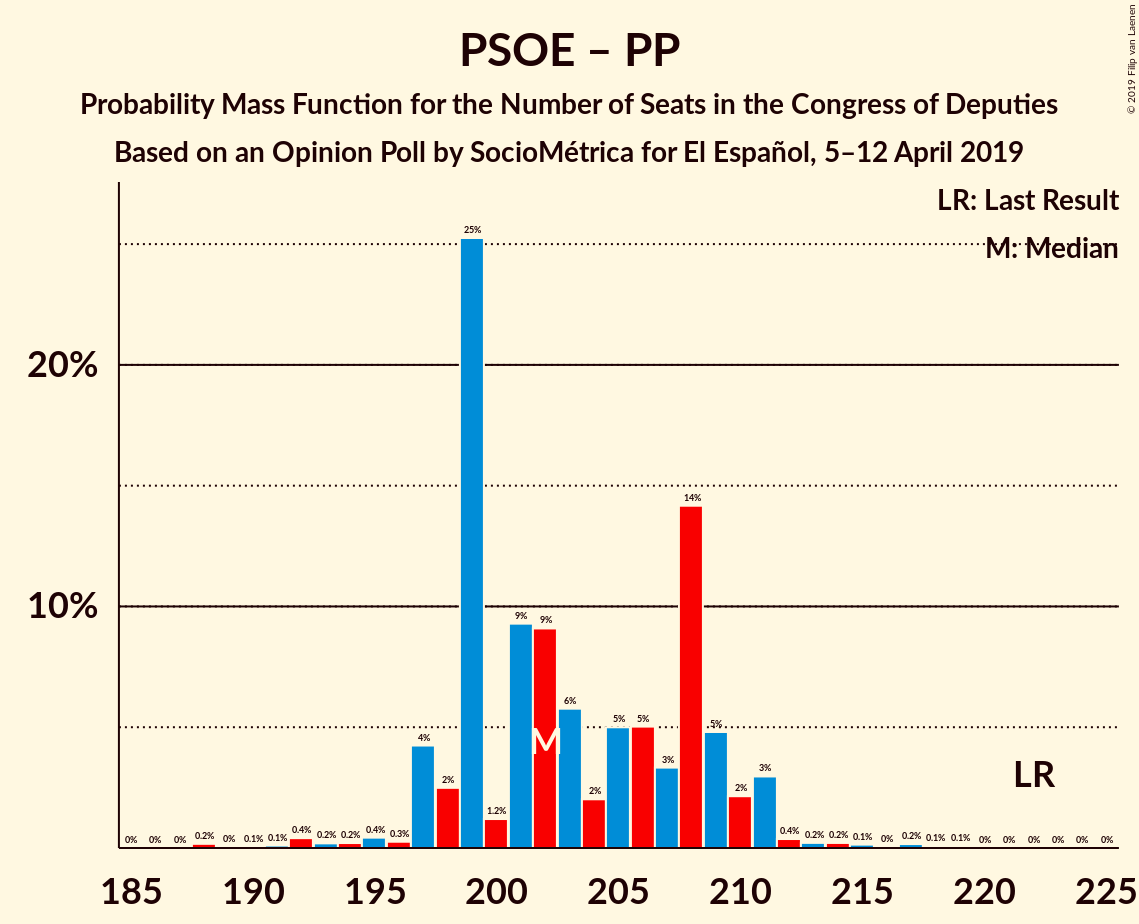 PSOE – PP
Probability Mass Function for the Number of Seats in the Congress of Deputies
Based on an Opinion Poll by SocioMétrica for El Español, 5–12 April 2019
© 2019 Filip van Laenen
LR: Last Result
M: Median
20%
10%
0% 0% 0% 0.2% 0% 0.1% 0.1% 0.4% 0.2% 0.2% 0.4% 0.3% 4% 2% 25% 1.2% 9% 9% 6% 2% 5% 5% 3% 14% 5% 2% 3% 0.4% 0.2% 0.2% 0.1% 0% 0.2% 0.1% 0.1% 0% 0% 0% 0% 0% 0%
M
LR
185 190 195 200 205 210 215 220 225